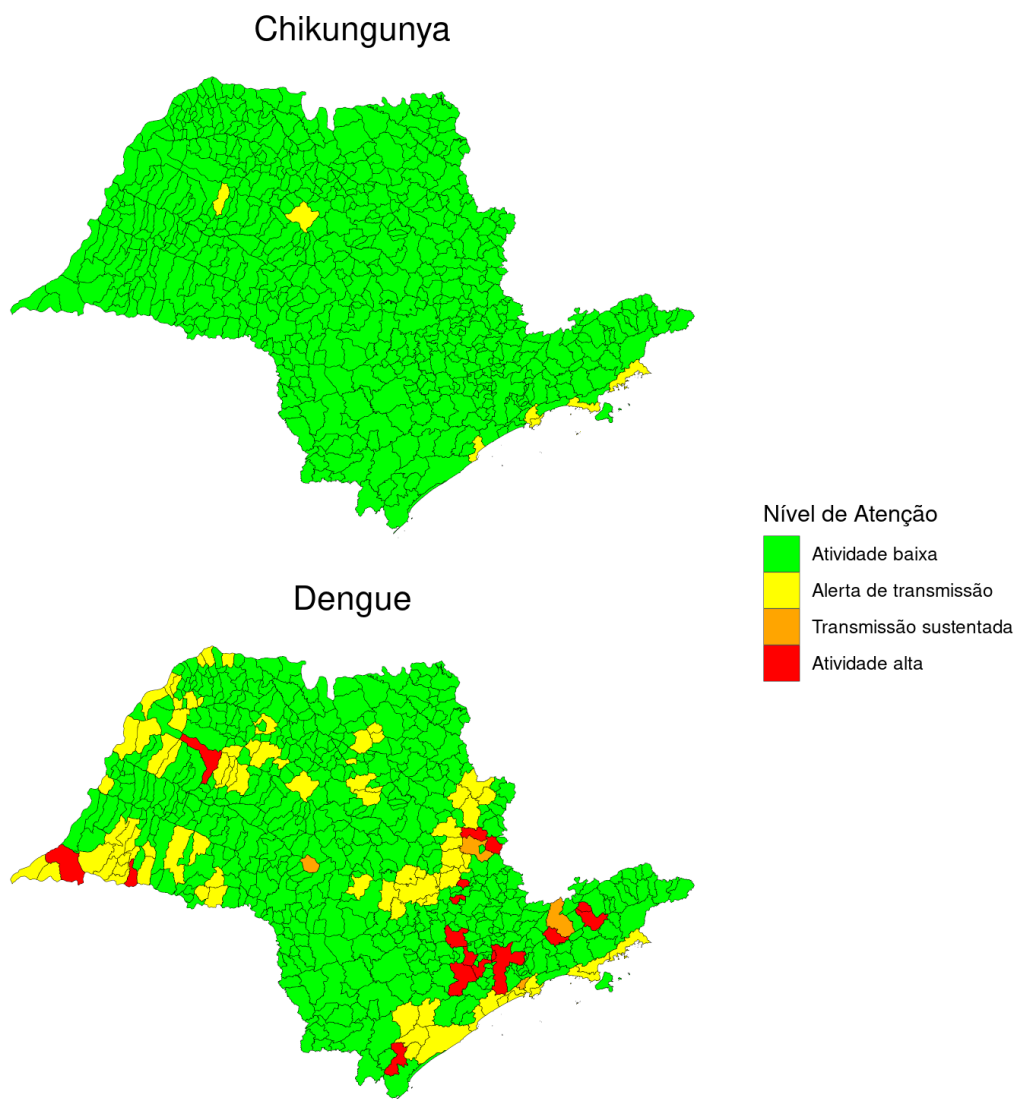 Chikungunya
Nível de Atenção
Atividade baixa
Alerta de transmissão
Transmissão sustentada
Atividade alta
Dengue